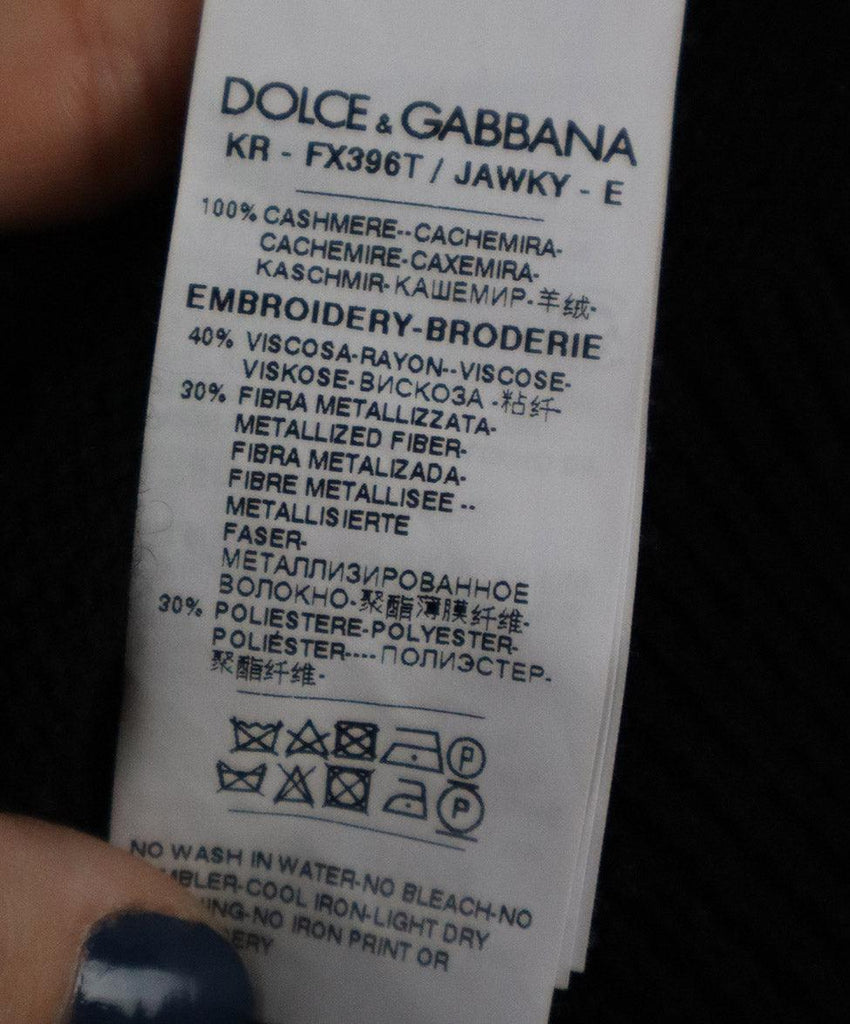 DOLCE & GABBANA
KR - FX396T / JAWKY - E
100% CASHMERE--CACHEMIRA-
CACHEMIRE-CAXEMIRA-
KASCHMIR-КАШЕМИР-羊绒-
EMBROIDERY-BRODERIE
40% VISCOSA-RAYON--VISCOSE-
VISKOSE-ВИСКОЗА -粘纤-
30% FIBRA METALLIZZATA-
METALLIZED FIBER-
FIBRA METALIZADA-
FIBRE METALLISEE --
METALLISIERTE
FASER-
МЕТАЛЛИЗИРОВАННОЕ
ВОЛОКНО-聚酯薄膜纤维-
30% POLIESTERE-POLYESTER-
POLIÉSTER----ПОЛИЭСТЕР-
聚酯纤维-
P
P
NO WASH IN WATER-NO BLEACH-NO
MBLER-COOL IRON-LIGHT DRY
NG-NO IRON PRINT OR
ERY